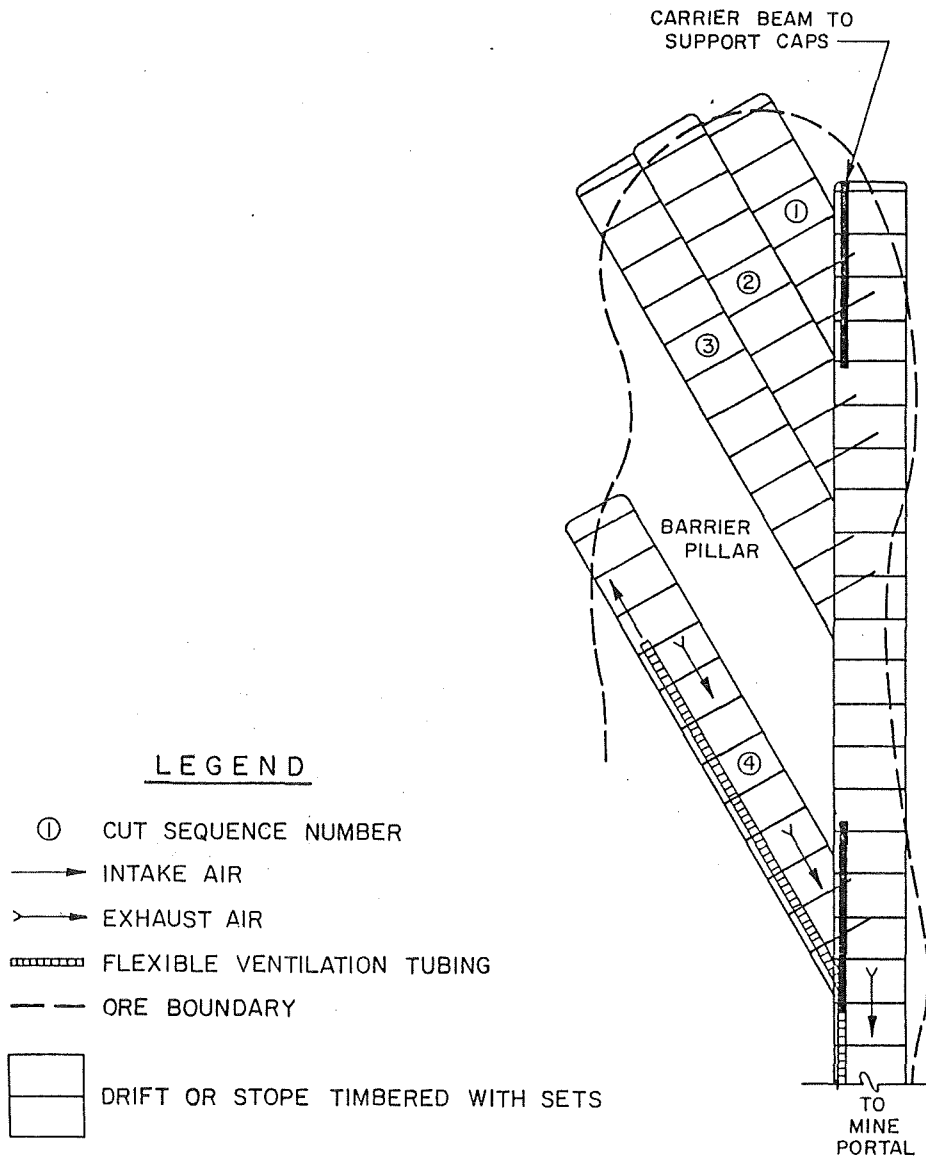 CARRIER BEAM TO
SUPPORT CAPS
1
2
3
BARRIER
PILLAR
4
LEGEND
1 CUT SEQUENCE NUMBER
INTAKE AIR
EXHAUST AIR
FLEXIBLE VENTILATION TUBING
ORE BOUNDARY
DRIFT OR STOPE TIMBERED WITH SETS
TO
MINE
PORTAL